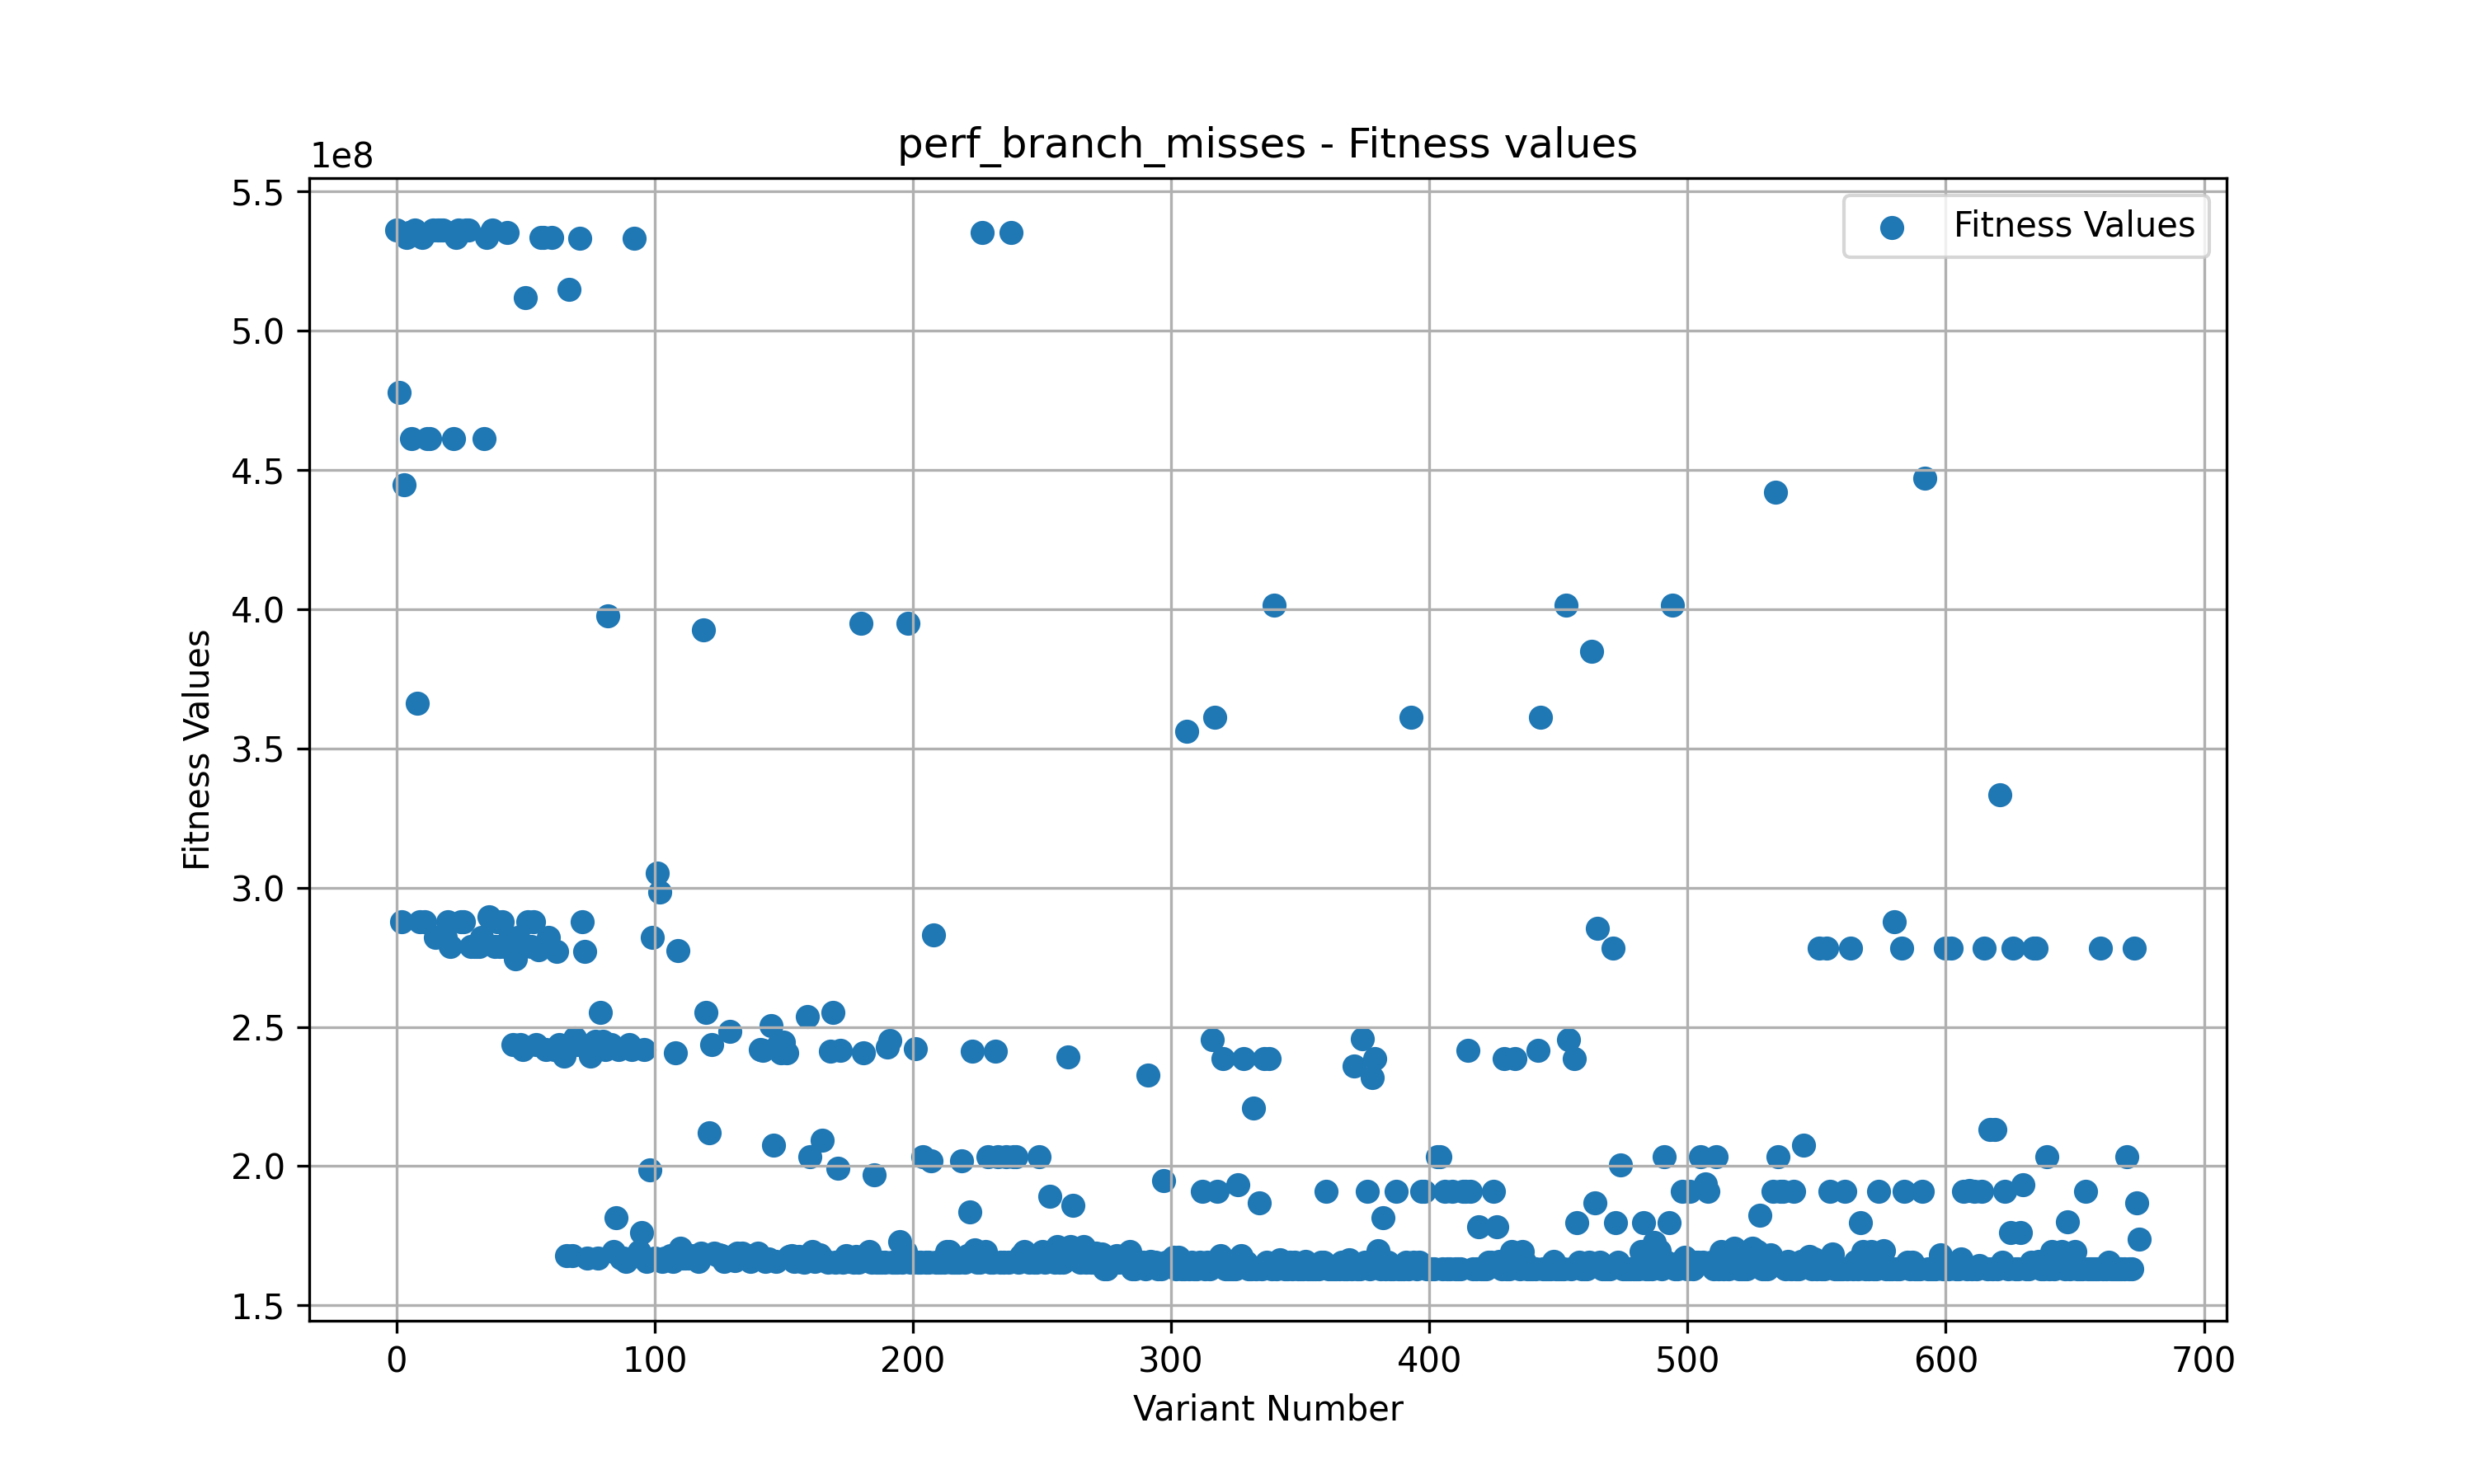 perf_branch_misses - Fitness values
1e8
Fitness Values
5.5
5.0
4.5
4.0
3.5
3.0
2.5
2.0
1.5
Fitness Values
0 100 200 300 400 500 600 700
Variant Number